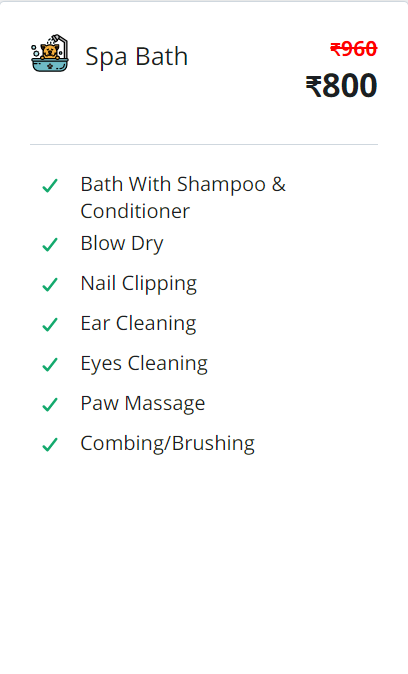 Spa Bath
₹960
₹800
Bath With Shampoo &
Conditioner
Blow Dry
Nail Clipping
Ear Cleaning
Eyes Cleaning
Paw Massage
Combing/Brushing